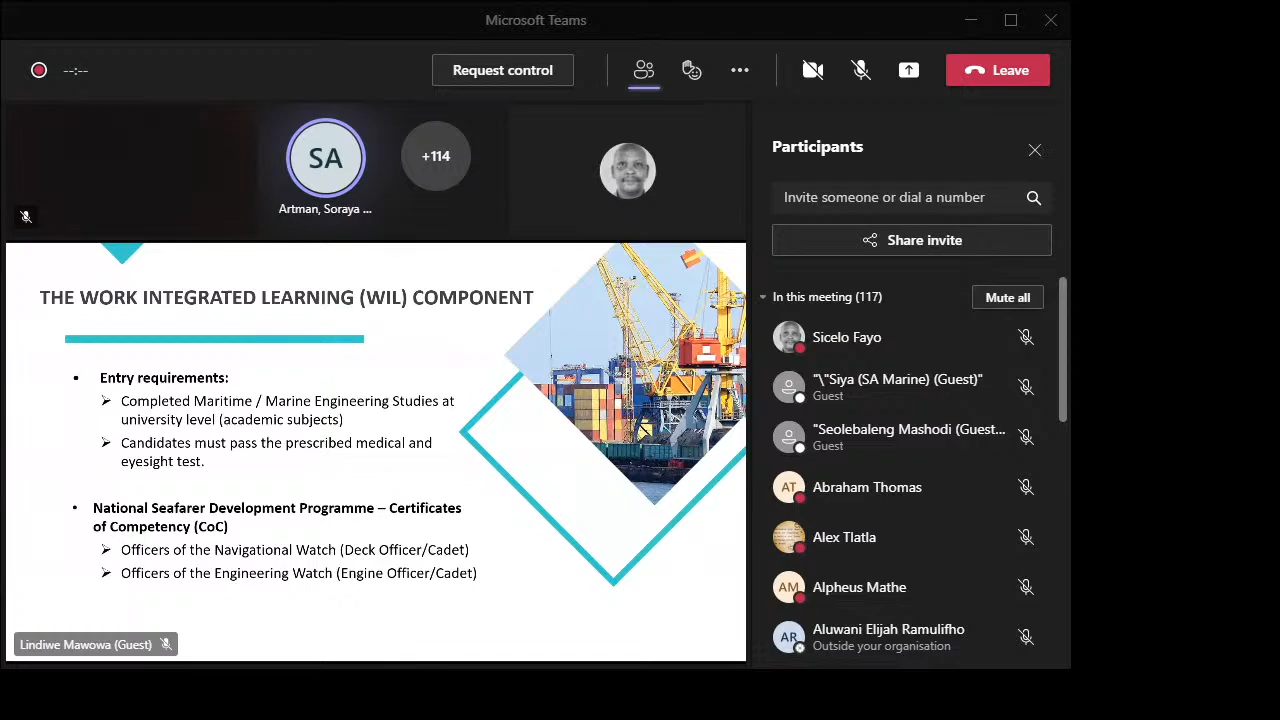 Microsoft Teams
--:--
Request control
Leave
SA
+114
Artman, Soraya ...
Participants
Invite someone or dial a number
Share invite
In this meeting (117)
Mute all
Sicelo Fayo
"\"Siya (SA Marine) (Guest)"
Guest
"Seolebaleng Mashodi (Guest...
Guest
AT
Abraham Thomas
Alex Tlatla
AM
Alpheus Mathe
AR
Aluwani Elijah Ramulifho
Outside your organisation
THE WORK INTEGRATED LEARNING (WIL) COMPONENT
• Entry requirements:
➢ Completed Maritime / Marine Engineering Studies at
university level (academic subjects)
➢ Candidates must pass the prescribed medical and
eyesight test.
• National Seafarer Development Programme – Certificates
of Competency (CoC)
➢ Officers of the Navigational Watch (Deck Officer/Cadet)
➢ Officers of the Engineering Watch (Engine Officer/Cadet)
Lindiwe Mawowa (Guest)